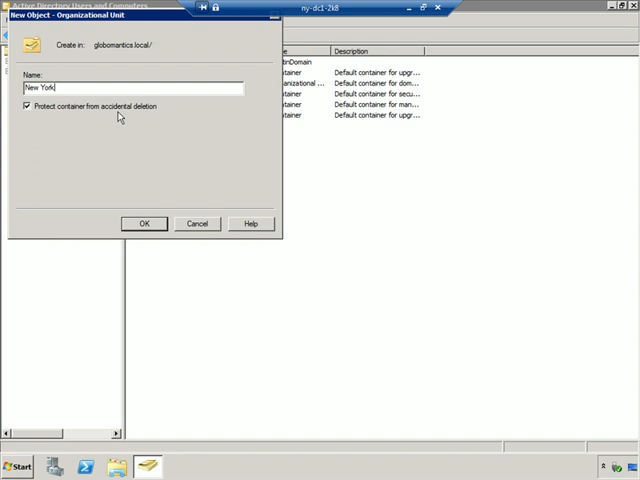 Active Directory Users and Computers
New Object - Organizational Unit
ny-dc1-2k8
Create in: globomantics.local/
Description
Name:
New York
Protect container from accidental deletion
Default container for upgr...
Default container for dom...
Default container for secu...
Default container for man...
Default container for upgr...
OK Cancel Help
Start